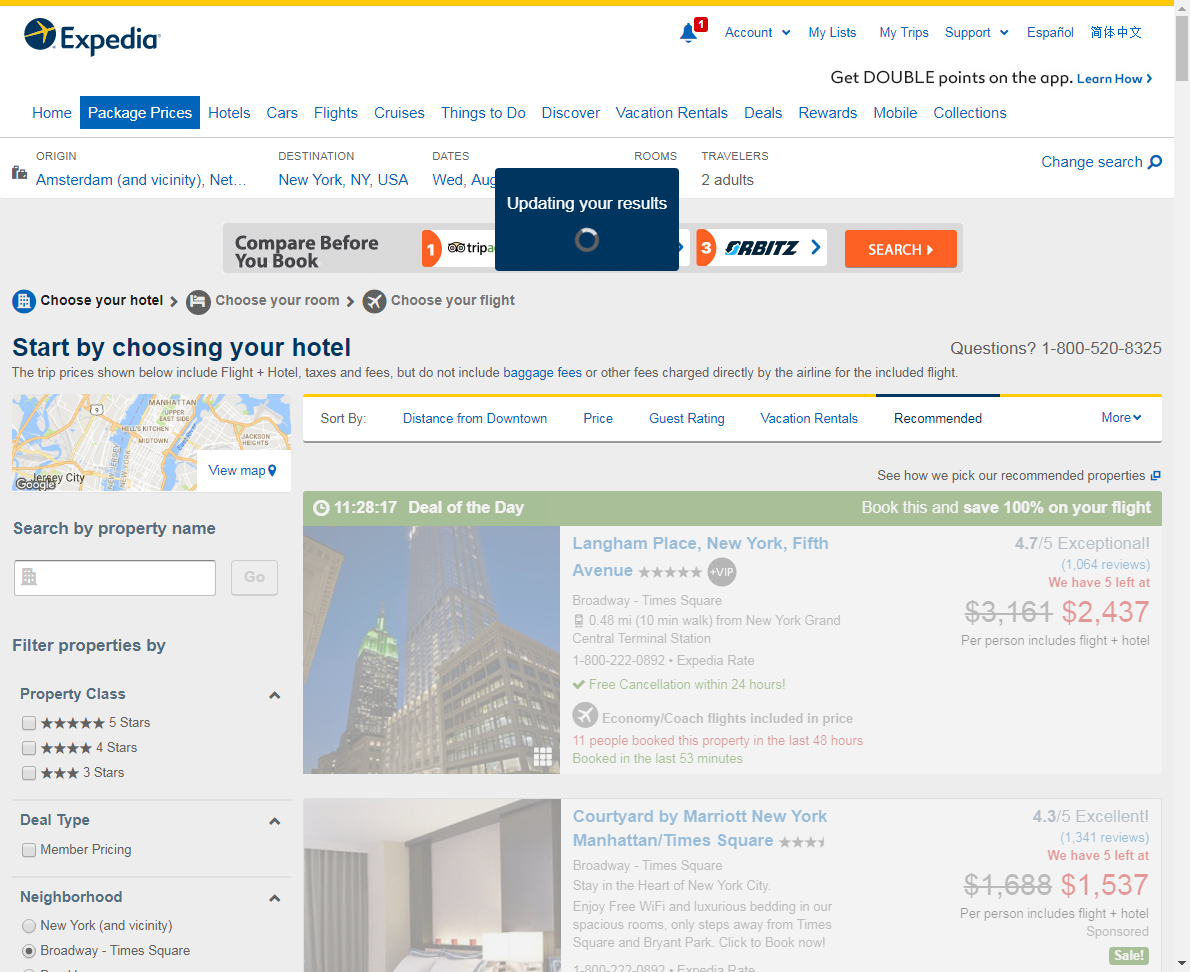 Expedia
1
Account
My Lists
My Trips
Support
Español
简体中文
Get DOUBLE points on the app. Learn How
Home
Package Prices
Hotels
Cars
Flights
Cruises
Things to Do
Discover
Vacation Rentals
Deals
Rewards
Mobile
Collections
ORIGIN
Amsterdam (and vicinity), Net...
DESTINATION
New York, NY, USA
DATES
Wed, Aug
ROOMS
TRAVELERS
2 adults
Change search
Updating your results
Compare Before
You Book
1
3
ORBITZ
SEARCH
Choose your hotel
Choose your room
Choose your flight
Start by choosing your hotel
Questions? 1-800-520-8325
The trip prices shown below include Flight + Hotel, taxes and fees, but do not include baggage fees or other fees charged directly by the airline for the included flight.
MANHATTAN
UPPER
EAST SIDE
HELL'S KITCHEN
MIDTOWN
JACKSON
HEIGHTS
NEW JERSEY
NEW YORK
East River
9
Jersey City
Google
View map
Sort By:
Distance from Downtown
Price
Guest Rating
Vacation Rentals
Recommended
More
See how we pick our recommended properties
Search by property name
Go
Filter properties by
Property Class
5 Stars
4 Stars
3 Stars
Deal Type
Member Pricing
Neighborhood
New York (and vicinity)
Broadway - Times Square
11:28:17 Deal of the Day
Book this and save 100% on your flight
Langham Place, New York, Fifth
Avenue
+VIP
Broadway - Times Square
0.48 mi (10 min walk) from New York Grand
Central Terminal Station
1-800-222-0892 • Expedia Rate
Free Cancellation within 24 hours!
Economy/Coach flights included in price
11 people booked this property in the last 48 hours
Booked in the last 53 minutes
4.7/5 Exceptional!
(1,064 reviews)
We have 5 left at
$3,161 $2,437
Per person includes flight + hotel
Courtyard by Marriott New York
Manhattan/Times Square
Broadway - Times Square
Stay in the Heart of New York City.
Enjoy Free WiFi and luxurious bedding in our
spacious rooms, only steps away from Times
Square and Bryant Park. Click to Book now!
1-800-222-0892 • Expedia Rate
4.3/5 Excellent!
(1,341 reviews)
We have 5 left at
$1,688 $1,537
Per person includes flight + hotel
Sponsored
Sale!